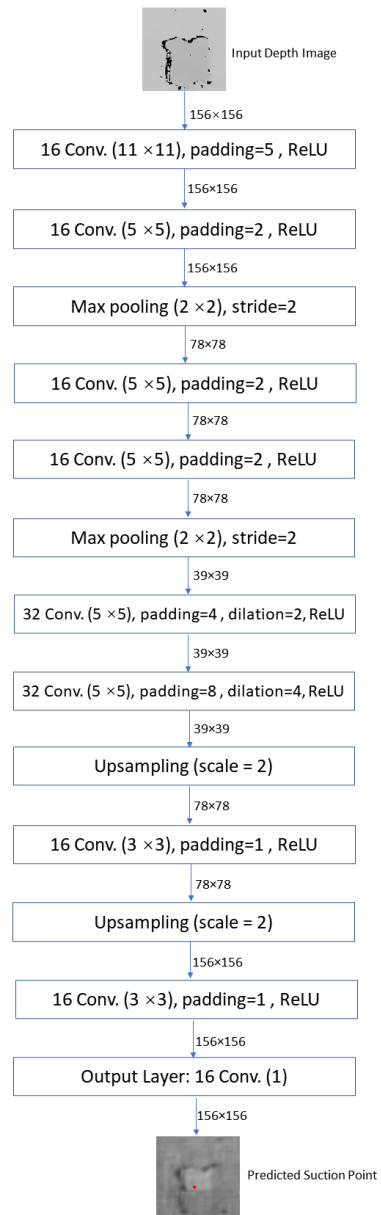 Input Depth Image
156×156
16 Conv. (11 ×11), padding=5 , ReLU
156×156
16 Conv. (5 ×5), padding=2 , ReLU
156×156
Max pooling (2 ×2), stride=2
78×78
16 Conv. (5 ×5), padding=2 , ReLU
78×78
16 Conv. (5 ×5), padding=2 , ReLU
78×78
Max pooling (2 ×2), stride=2
39×39
32 Conv. (5 ×5), padding=4 , dilation=2, ReLU
39×39
32 Conv. (5 ×5), padding=8 , dilation=4, ReLU
39×39
Upsampling (scale = 2)
78×78
16 Conv. (3 ×3), padding=1 , ReLU
78×78
Upsampling (scale = 2)
156×156
16 Conv. (3 ×3), padding=1 , ReLU
156×156
Output Layer: 16 Conv. (1)
156×156
Predicted Suction Point